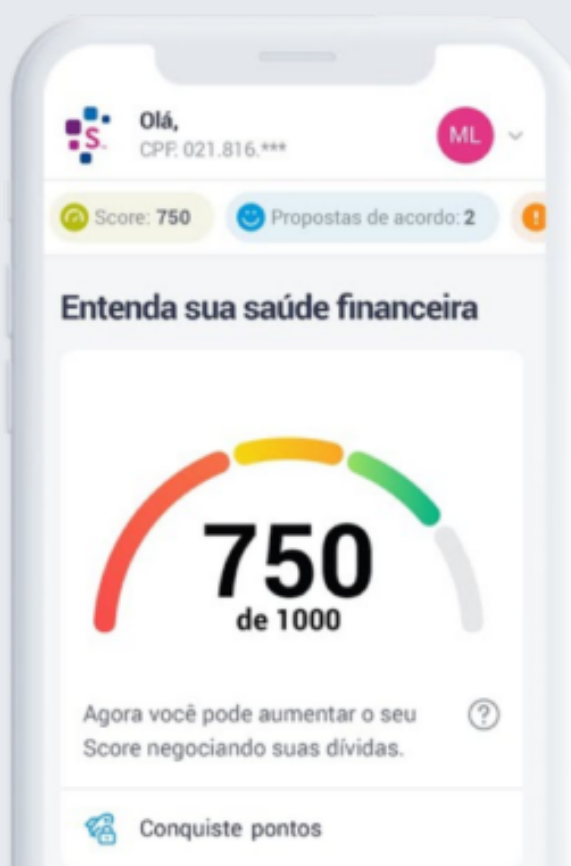 S
Olá,
CPF: 021.816.***
ML
Score: 750
Propostas de acordo: 2
Entenda sua saúde financeira
750
de 1000
Agora você pode aumentar o seu
Score negociando suas dívidas.
?
Conquiste pontos